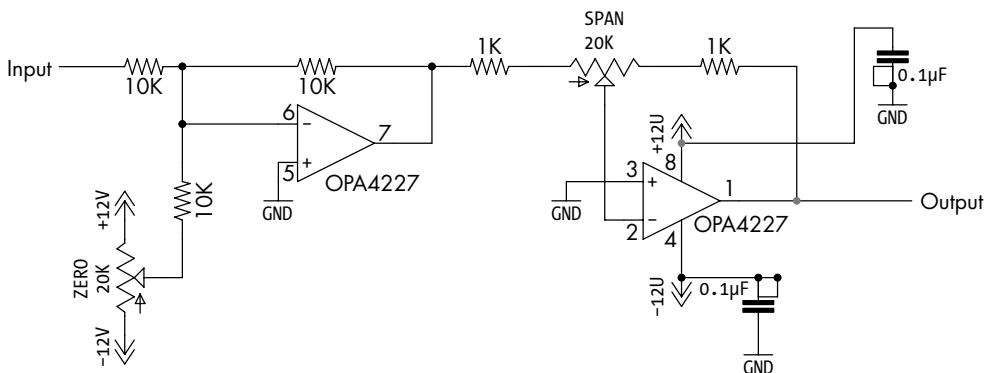 SPAN
20K
1K
1K
Input
10K
10K
0.1µF
GND
6
−
7
+
5
OPA4227
GND
10K
+12V
ZERO
20K
−12V
+12U
8
3
+
1
Output
−
2
OPA4227
4
GND
−12U
0.1µF
GND